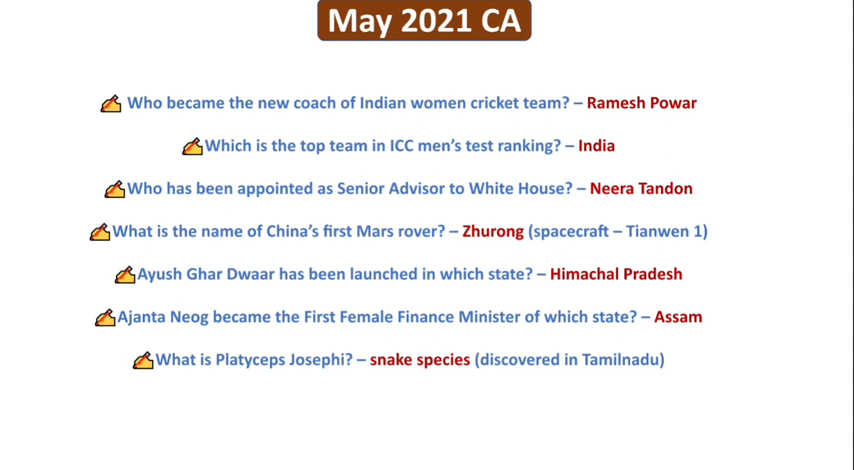 May 2021 CA
Who became the new coach of Indian women cricket team? – Ramesh Powar
Which is the top team in ICC men’s test ranking? – India
Who has been appointed as Senior Advisor to White House? – Neera Tandon
What is the name of China’s first Mars rover? – Zhurong (spacecraft – Tianwen 1)
Ayush Ghar Dwaar has been launched in which state? – Himachal Pradesh
Ajanta Neog became the First Female Finance Minister of which state? – Assam
What is Platyceps Josephi? – snake species (discovered in Tamilnadu)